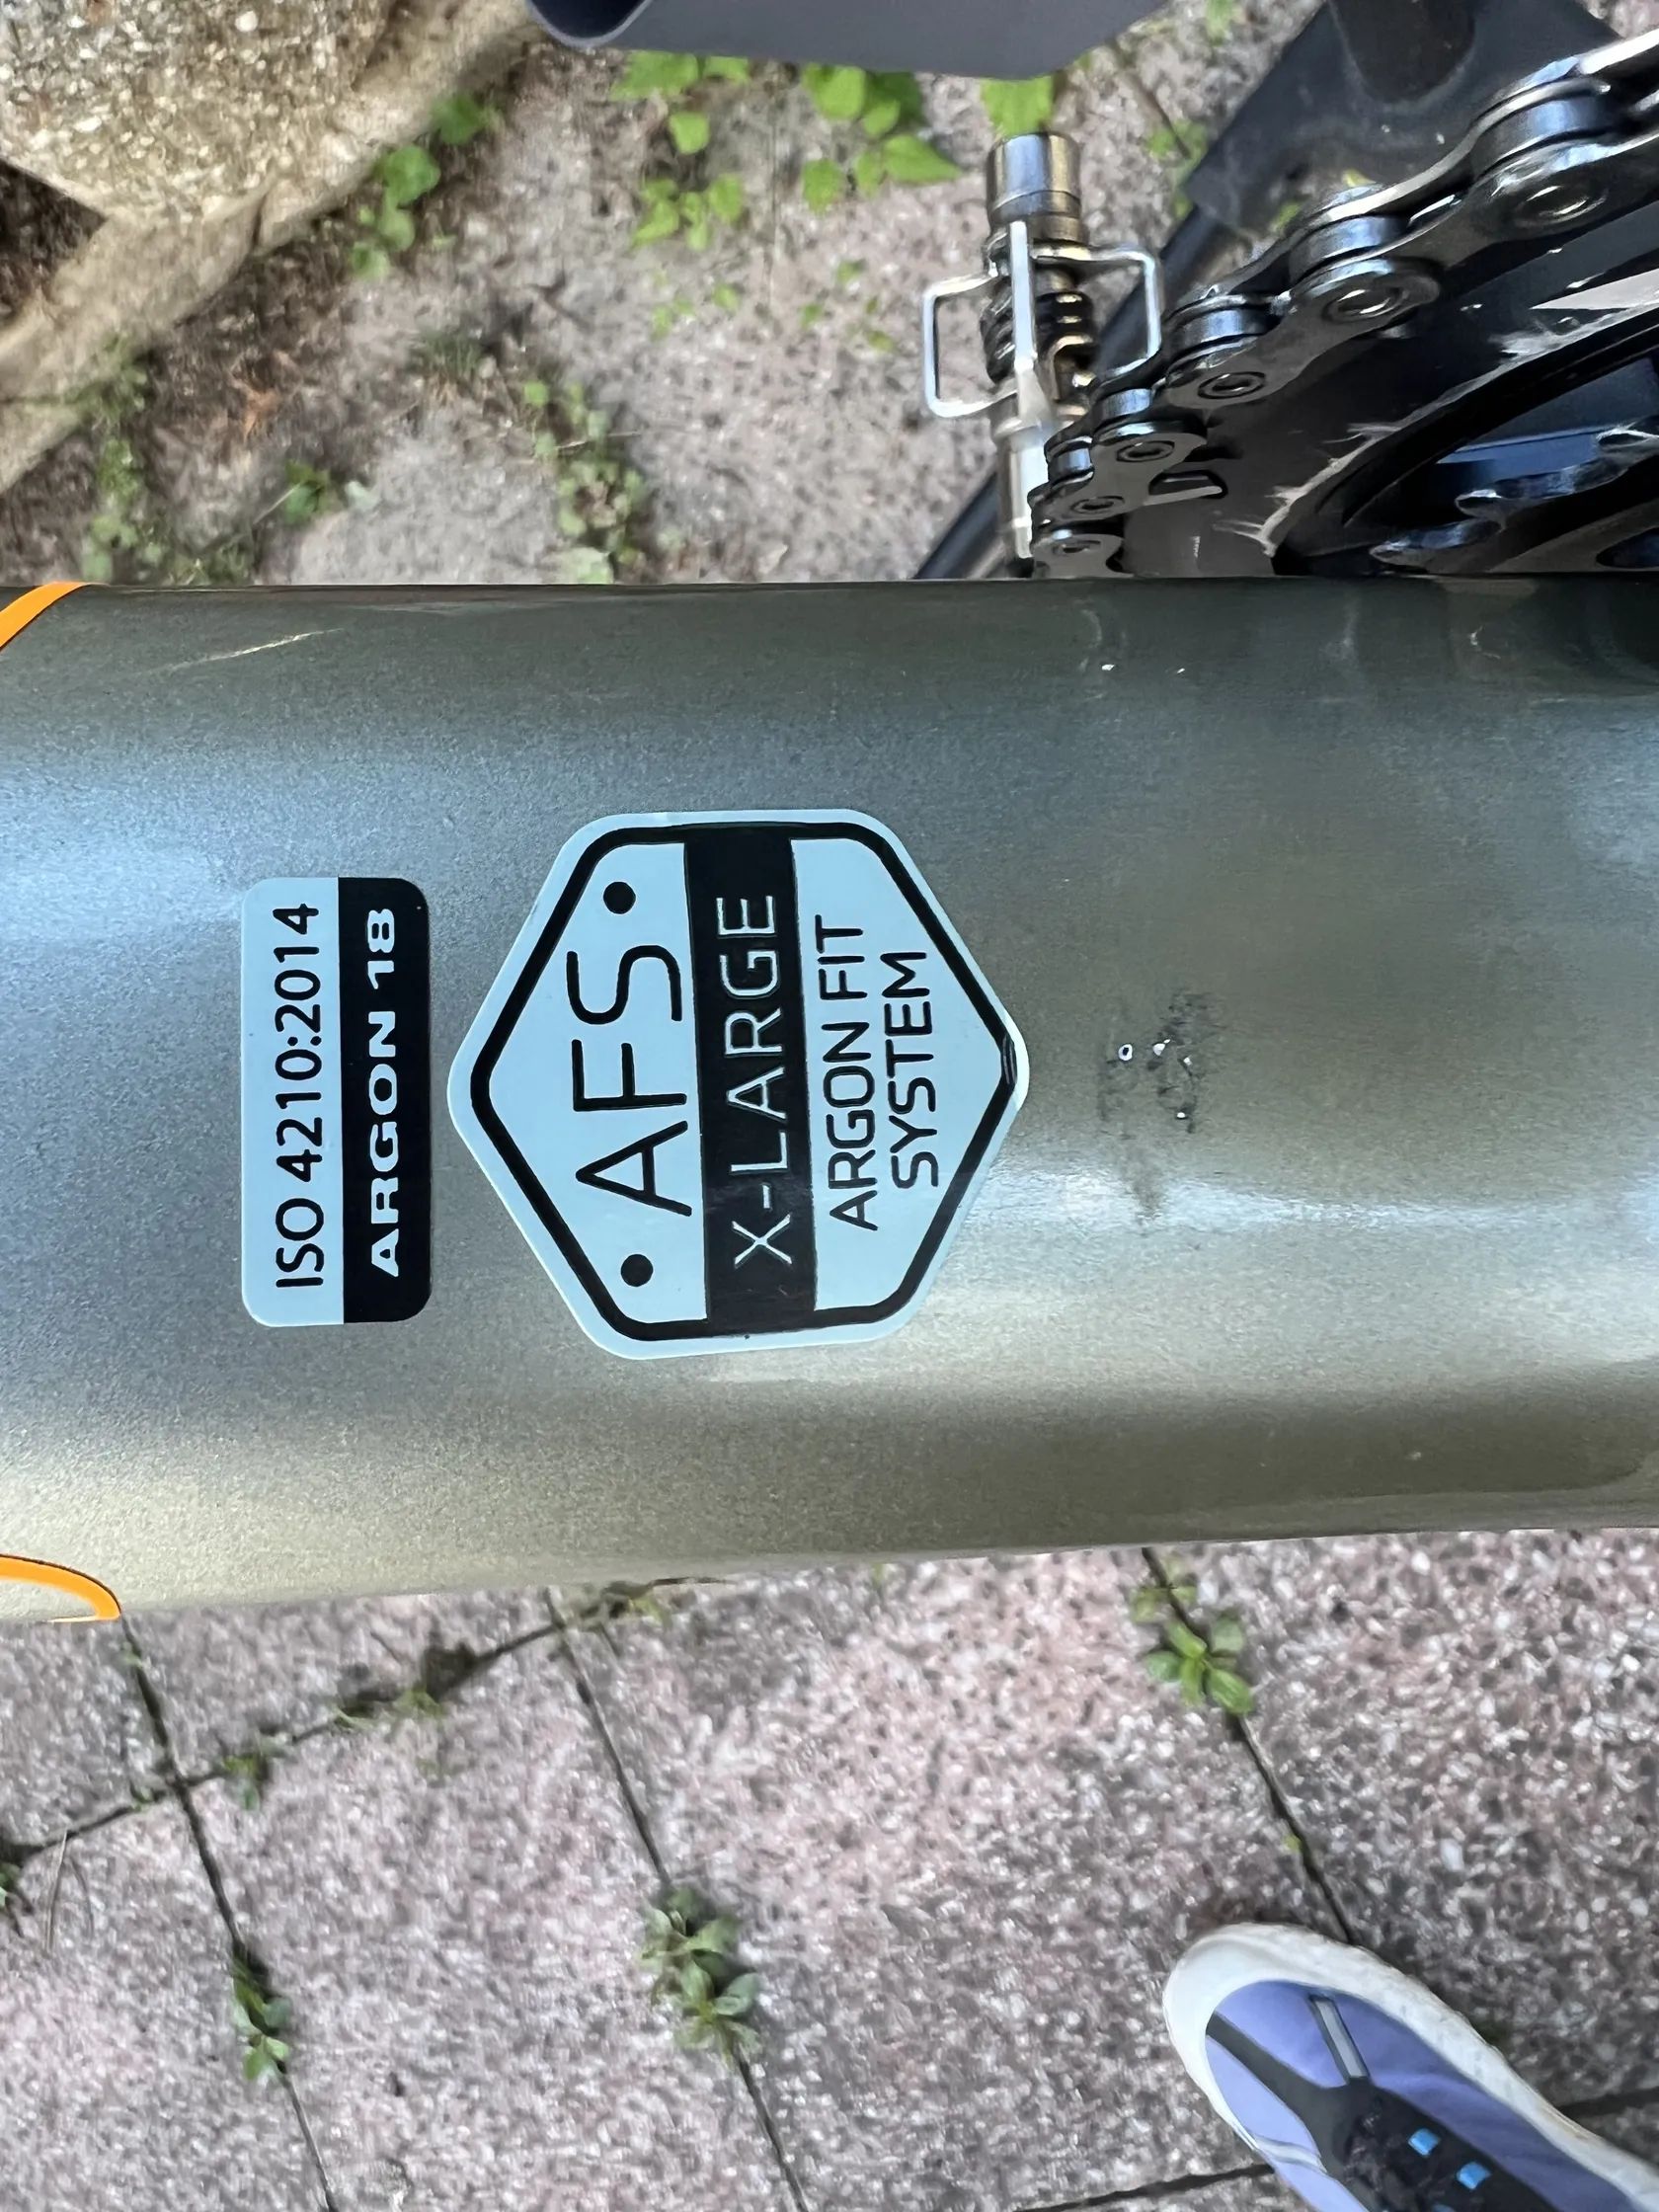 ISO 4210:2014
ARGON 18
AFS
X-LARGE
ARGON FIT
SYSTEM